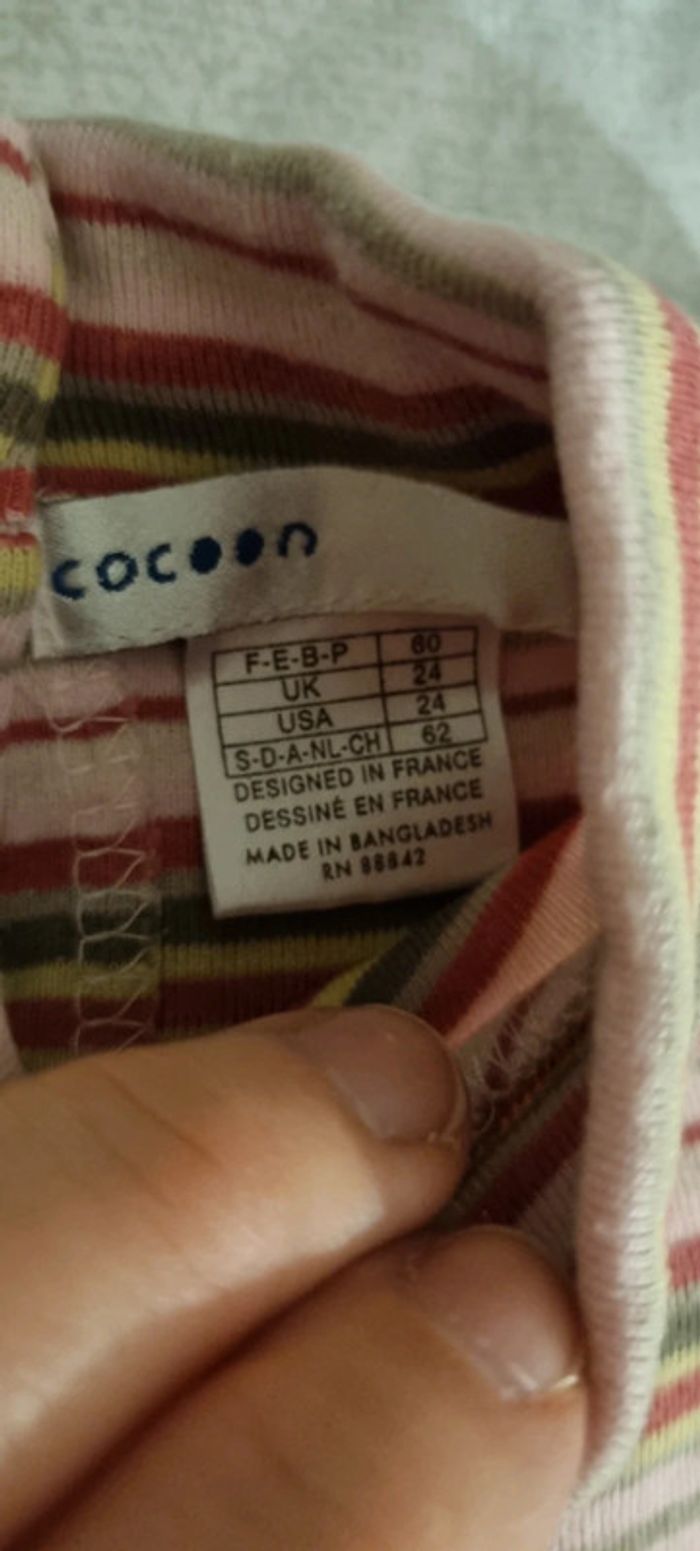 cocoon
F-E-B-P 60
UK 24
USA 24
S-D-A-NL-CH 62
DESIGNED IN FRANCE
DESSINÉ EN FRANCE
MADE IN BANGLADESH
RN 88842